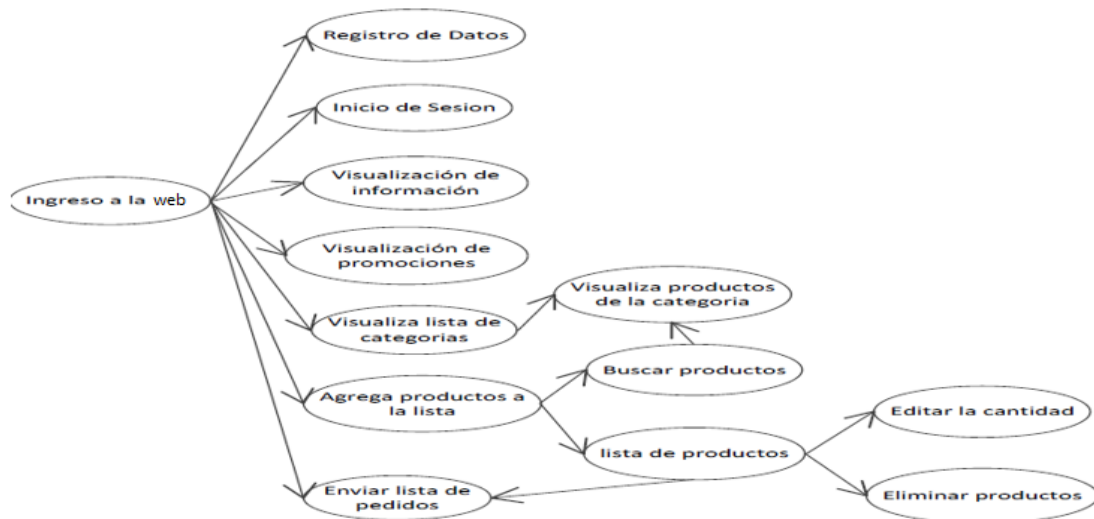 Registro de Datos
Inicio de Sesion
Visualización de
información
Ingreso a la web
Visualización de
promociones
Visualiza productos
de la categoria
Visualiza lista de
categorias
Buscar productos
Agrega productos a
la lista
Editar la cantidad
lista de productos
Enviar lista de
pedidos
Eliminar productos